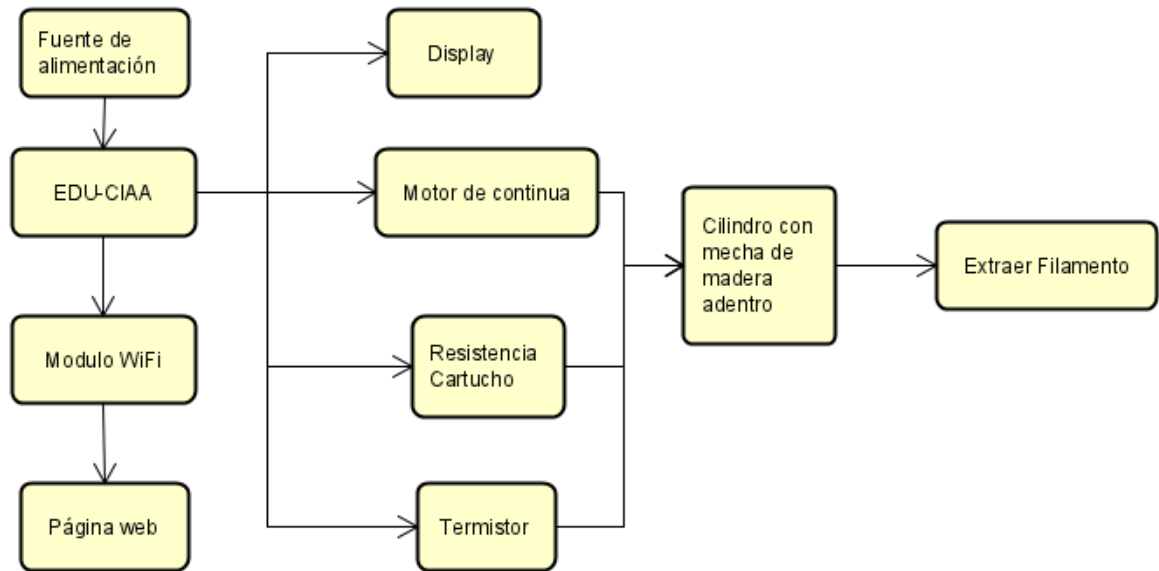 Fuente de
alimentación
Display
EDU-CIAA
Motor de continua
Cilindro con
mecha de
madera
adentro
Extraer Filamento
Modulo WiFi
Resistencia
Cartucho
Página web
Termistor